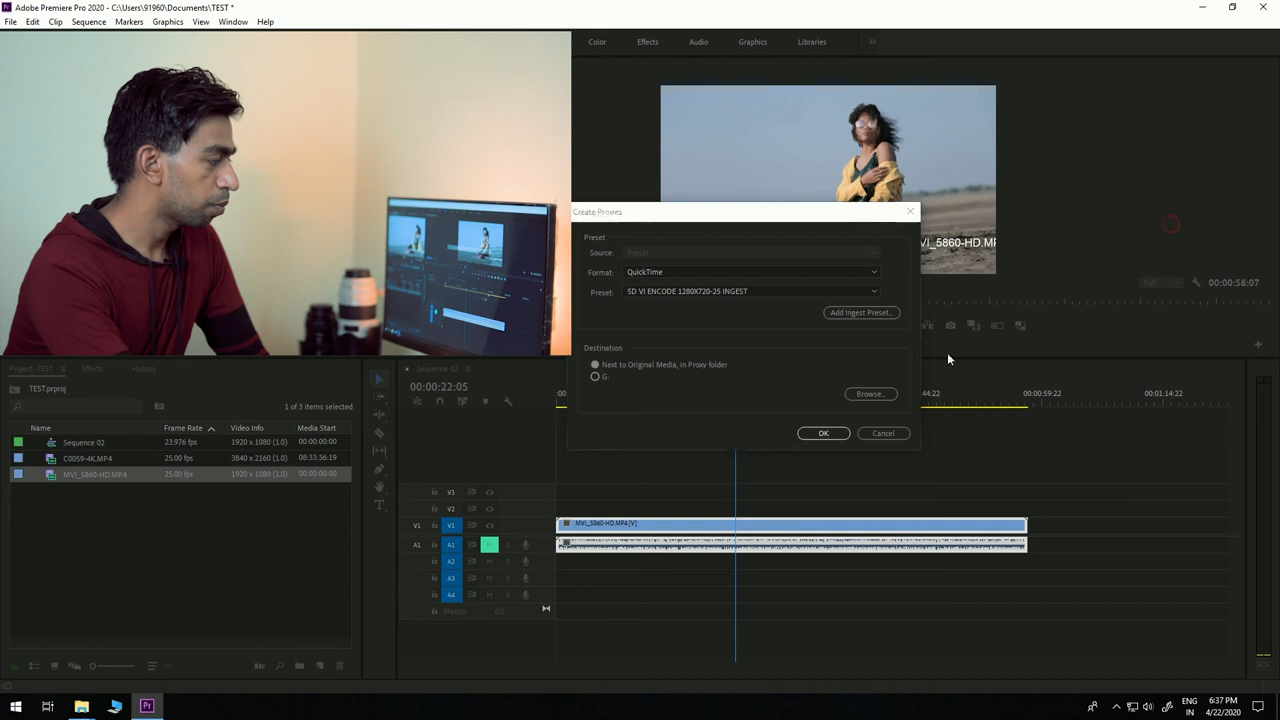 Adobe Premiere Pro 2020 - C:\Users\91960\Documents\TEST *
File Edit Clip Sequence Markers Graphics View Window Help
Color Effects Audio Graphics Libraries
MVI_5860-HD.MP4
Full 00:00:58:07
Create Proxies
Preset
Source: Preset
Format: QuickTime
Preset: 5D VI ENCODE 1280X720-25 INGEST
Add Ingest Preset...
Destination
Next to Original Media, in Proxy folder
G:
Browse...
OK Cancel
Project: TEST Effects History
TEST.prproj
1 of 3 items selected
Name Frame Rate Video Info Media Start
Sequence 02 23.976 fps 1920 x 1080 (1.0) 00:00:00:00
C0059-4K.MP4 25.00 fps 3840 x 2160 (1.0) 08:33:36:19
MVI_5860-HD.MP4 25.00 fps 1920 x 1080 (1.0) 00:00:00:00
Sequence 02
00:00:22:05
:00 44:22 00:00:59:22 00:01:14:22
V3
V2
V1 V1 MVI_5860-HD.MP4 [V]
A1 A1 M S
A2 M S
A3 M S
A4 M S
Master 0.0
S S
Pr
ENG
IN
6:37 PM
4/22/2020